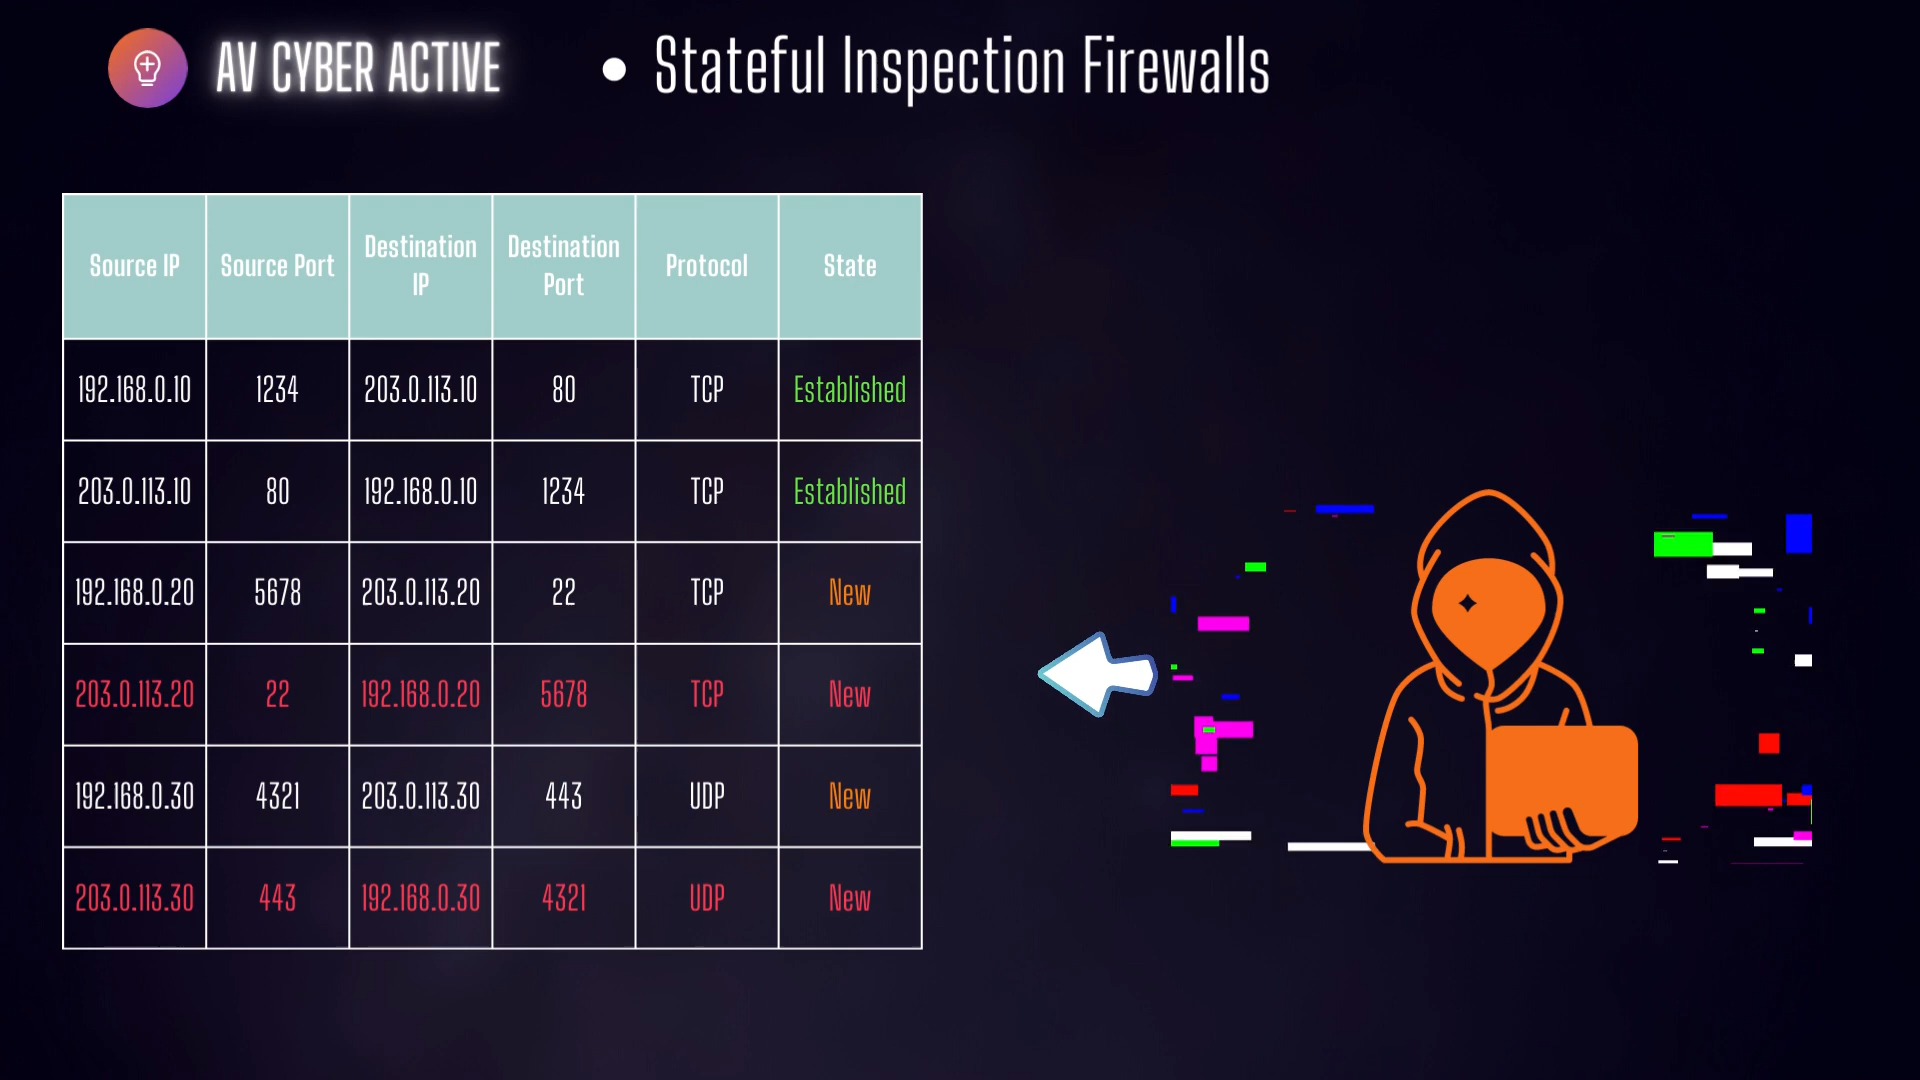 AV CYBER ACTIVE
• Stateful Inspection Firewalls
Source IP Source Port Destination IP Destination Port Protocol State
192.168.0.10 1234 203.0.113.10 80 TCP Established
203.0.113.10 80 192.168.0.10 1234 TCP Established
192.168.0.20 5678 203.0.113.20 22 TCP New
203.0.113.20 22 192.168.0.20 5678 TCP New
192.168.0.30 4321 203.0.113.30 443 UDP New
203.0.113.30 443 192.168.0.30 4321 UDP New